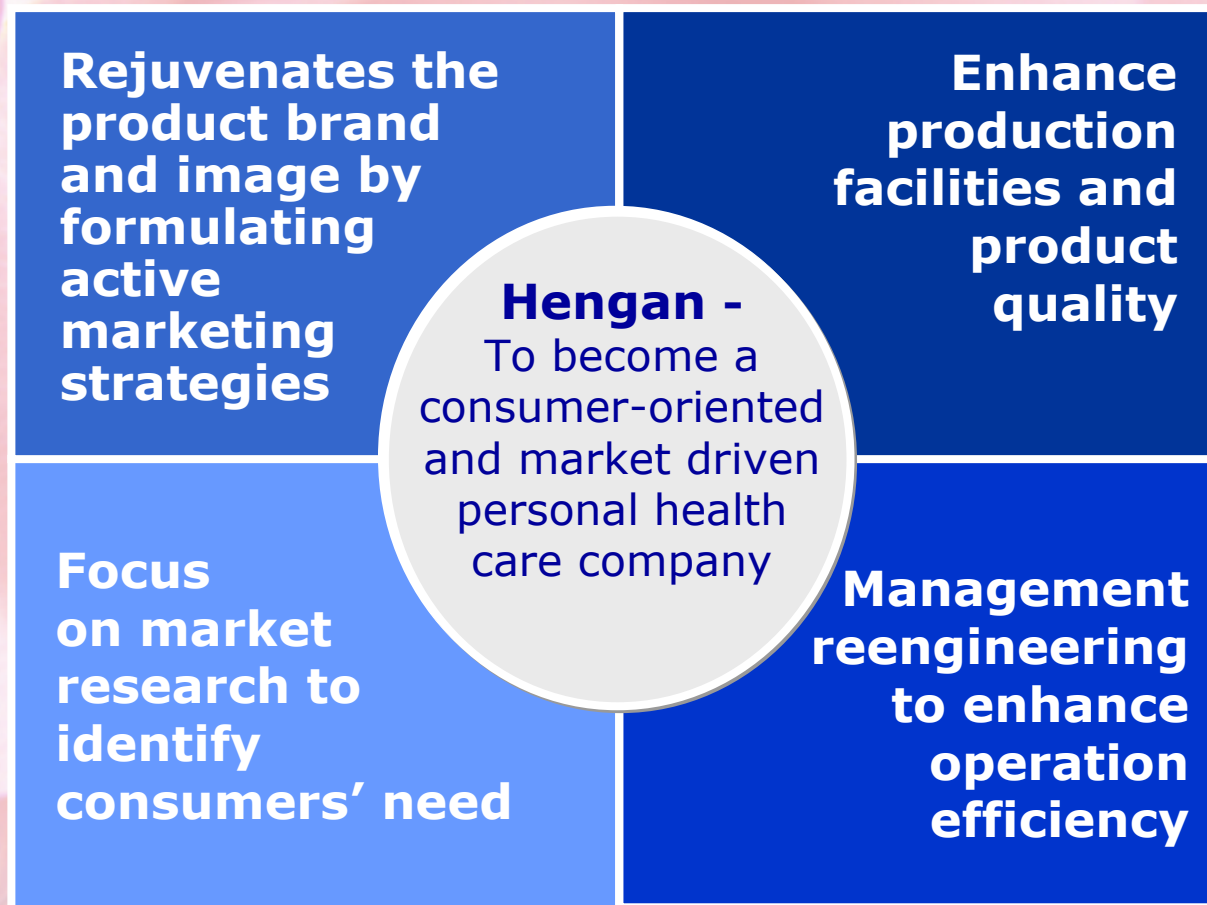 Rejuvenates the
product brand
and image by
formulating
active
marketing
strategies
Enhance
production
facilities and
product
quality
Hengan -
To become a
consumer-oriented
and market driven
personal health
care company
Focus
on market
research to
identify
consumers’ need
Management
reengineering
to enhance
operation
efficiency